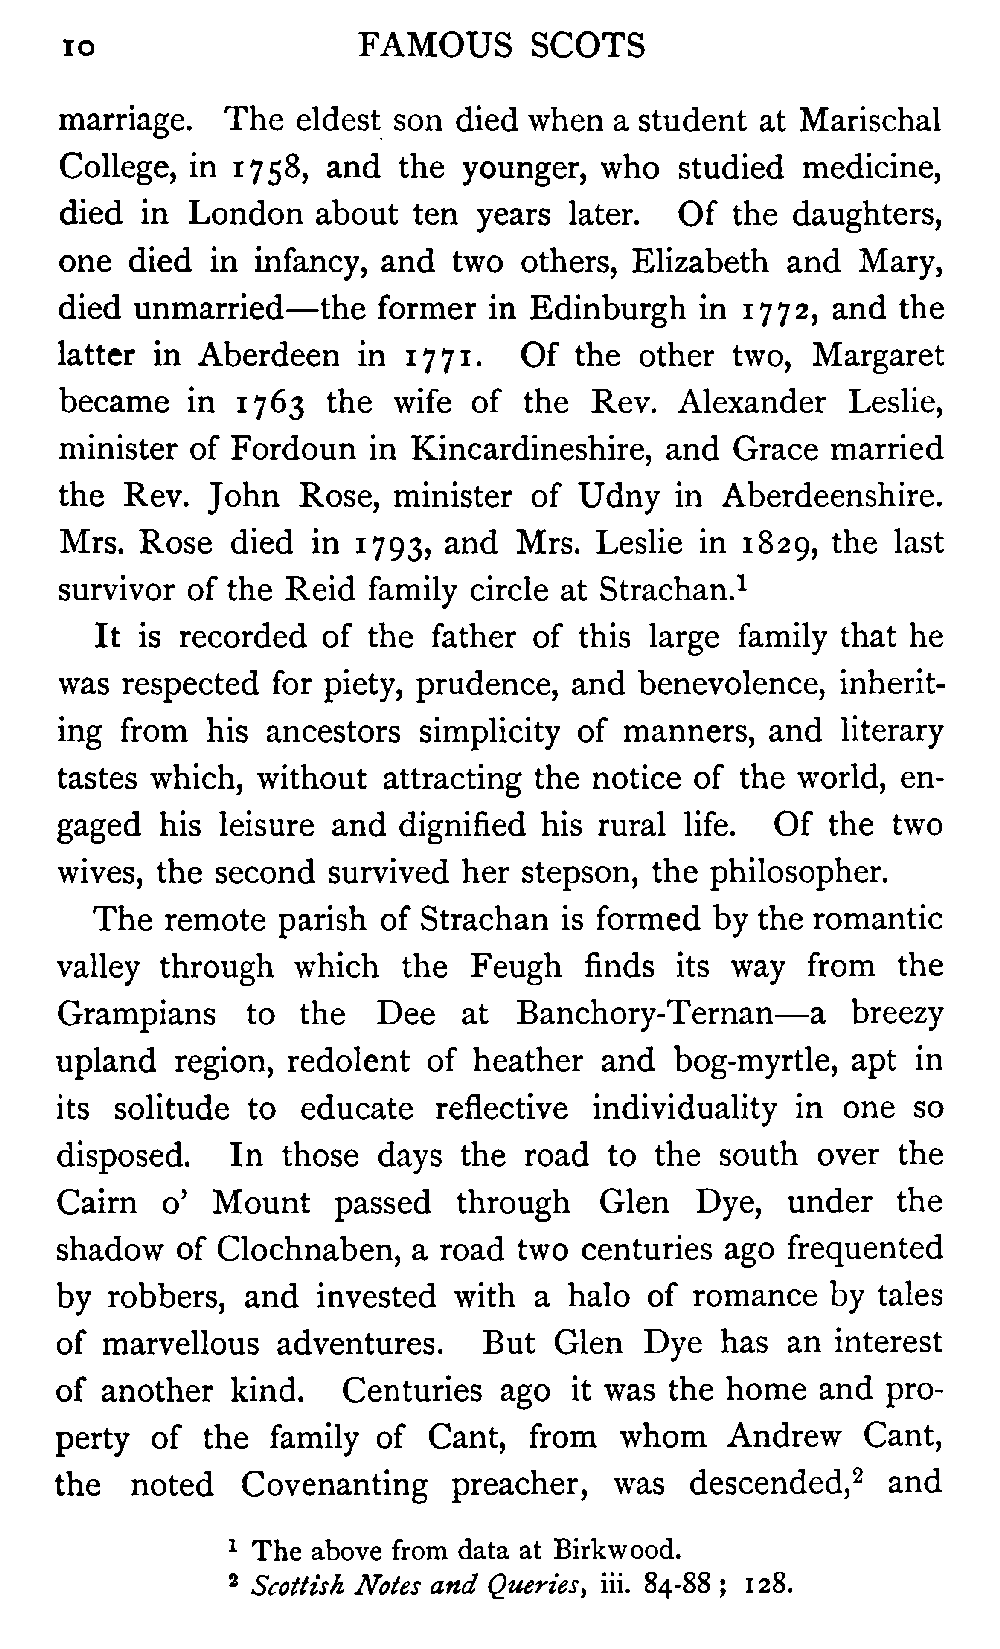 10 FAMOUS SCOTS
marriage. The eldest son died when a student at Marischal
College, in 1758, and the younger, who studied medicine,
died in London about ten years later. Of the daughters,
one died in infancy, and two others, Elizabeth and Mary,
died unmarried—the former in Edinburgh in 1772, and the
latter in Aberdeen in 1771. Of the other two, Margaret
became in 1763 the wife of the Rev. Alexander Leslie,
minister of Fordoun in Kincardineshire, and Grace married
the Rev. John Rose, minister of Udny in Aberdeenshire.
Mrs. Rose died in 1793, and Mrs. Leslie in 1829, the last
survivor of the Reid family circle at Strachan.¹
It is recorded of the father of this large family that he
was respected for piety, prudence, and benevolence, inherit-
ing from his ancestors simplicity of manners, and literary
tastes which, without attracting the notice of the world, en-
gaged his leisure and dignified his rural life. Of the two
wives, the second survived her stepson, the philosopher.
The remote parish of Strachan is formed by the romantic
valley through which the Feugh finds its way from the
Grampians to the Dee at Banchory-Ternan—a breezy
upland region, redolent of heather and bog-myrtle, apt in
its solitude to educate reflective individuality in one so
disposed. In those days the road to the south over the
Cairn o' Mount passed through Glen Dye, under the
shadow of Clochnaben, a road two centuries ago frequented
by robbers, and invested with a halo of romance by tales
of marvellous adventures. But Glen Dye has an interest
of another kind. Centuries ago it was the home and pro-
perty of the family of Cant, from whom Andrew Cant,
the noted Covenanting preacher, was descended,² and
¹ The above from data at Birkwood.
² Scottish Notes and Queries, iii. 84-88 ; 128.